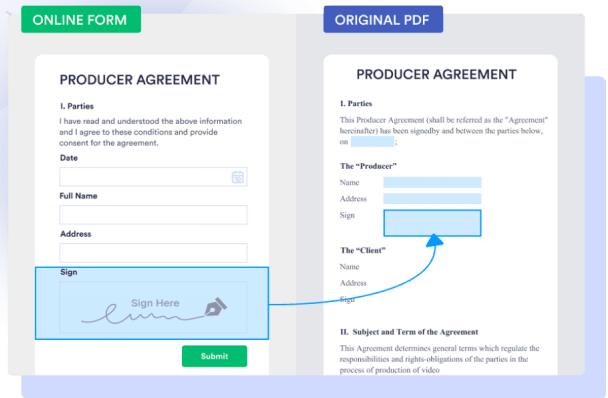 ONLINE FORM
PRODUCER AGREEMENT
I. Parties
I have read and understood the above information
and I agree to these conditions and provide
consent for the agreement.
Date
Full Name
Address
Sign
Sign Here
Submit
ORIGINAL PDF
PRODUCER AGREEMENT
I. Parties
This Producer Agreement (shall be referred as the "Agreement"
hereinafter) has been signedby and between the parties below,
on ;
The “Producer”
Name
Address
Sign
The “Client”
Name
Address
Sign
II. Subject and Term of the Agreement
This Agreement determines general terms which regulate the
responsibilities and rights-obligations of the parties in the
process of production of video